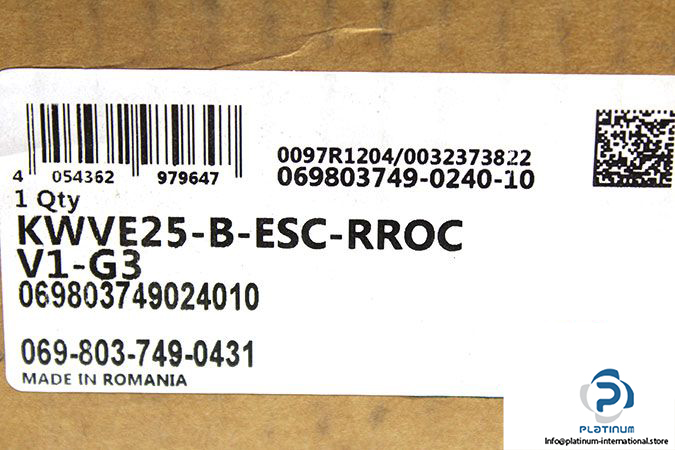 0097R1204/0032373822
069803749-0240-10
4 054362 979647
1 Qty
KWVE25-B-ESC-RROC
V1-G3
069803749024010
069-803-749-0431
MADE IN ROMANIA
PLATINUM
Info@platinum-international.store